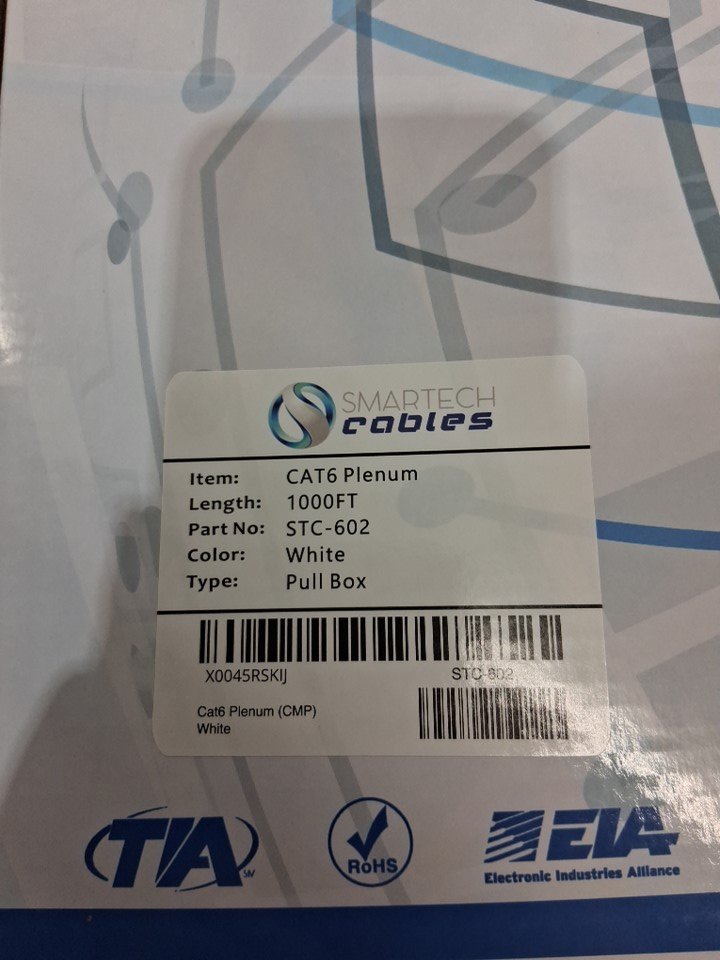 SMARTECH
cables
Item: CAT6 Plenum
Length: 1000FT
Part No: STC-602
Color: White
Type: Pull Box
X0045RSKIJ
STC-602
Cat6 Plenum (CMP)
White
TIA
SM
RoHS
EIA
Electronic Industries Alliance